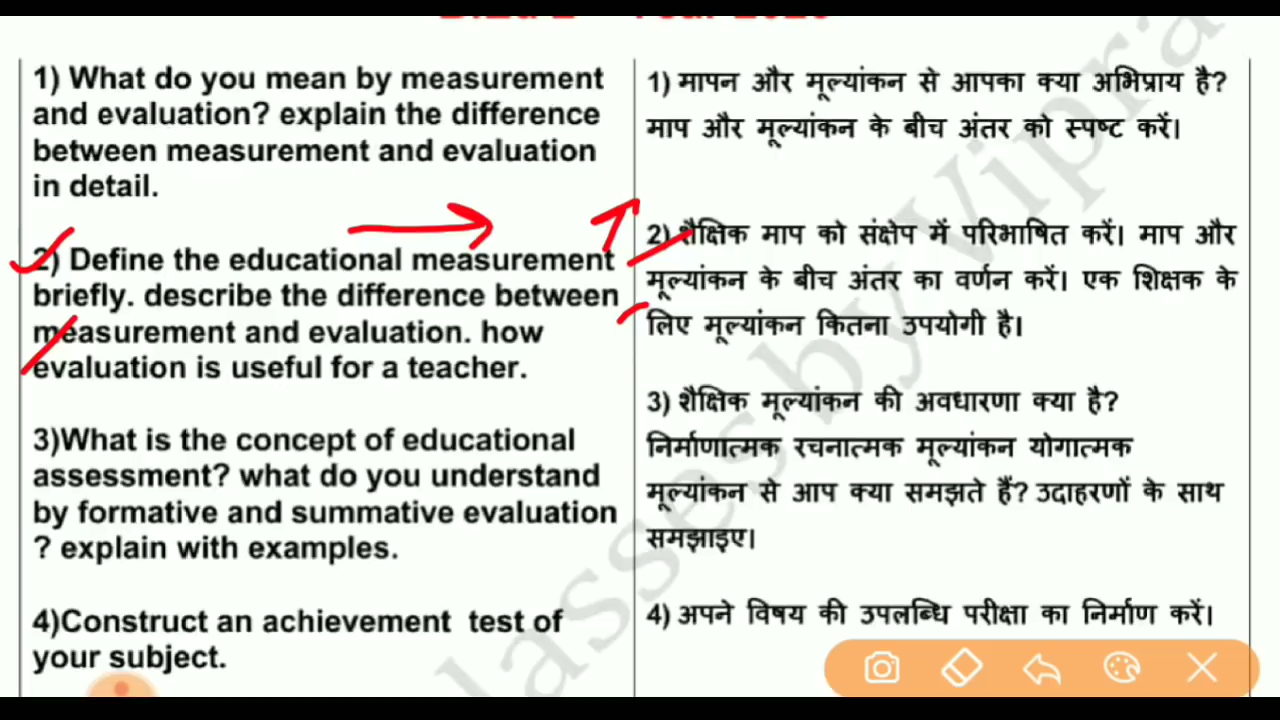 1) What do you mean by measurement
and evaluation? explain the difference
between measurement and evaluation
in detail.
2) Define the educational measurement
briefly. describe the difference between
measurement and evaluation. how
evaluation is useful for a teacher.
3)What is the concept of educational
assessment? what do you understand
by formative and summative evaluation
? explain with examples.
4)Construct an achievement test of
your subject.
1) मापन और मूल्यांकन से आपका क्या अभिप्राय है?
माप और मूल्यांकन के बीच अंतर को स्पष्ट करें।
2) शैक्षिक माप को संक्षेप में परिभाषित करें। माप और
मूल्यांकन के बीच अंतर का वर्णन करें। एक शिक्षक के
लिए मूल्यांकन कितना उपयोगी है।
3) शैक्षिक मूल्यांकन की अवधारणा क्या है?
निर्माणात्मक रचनात्मक मूल्यांकन योगात्मक
मूल्यांकन से आप क्या समझते हैं? उदाहरणों के साथ
समझाइए।
4) अपने विषय की उपलब्धि परीक्षा का निर्माण करें।
lasses by Vipra